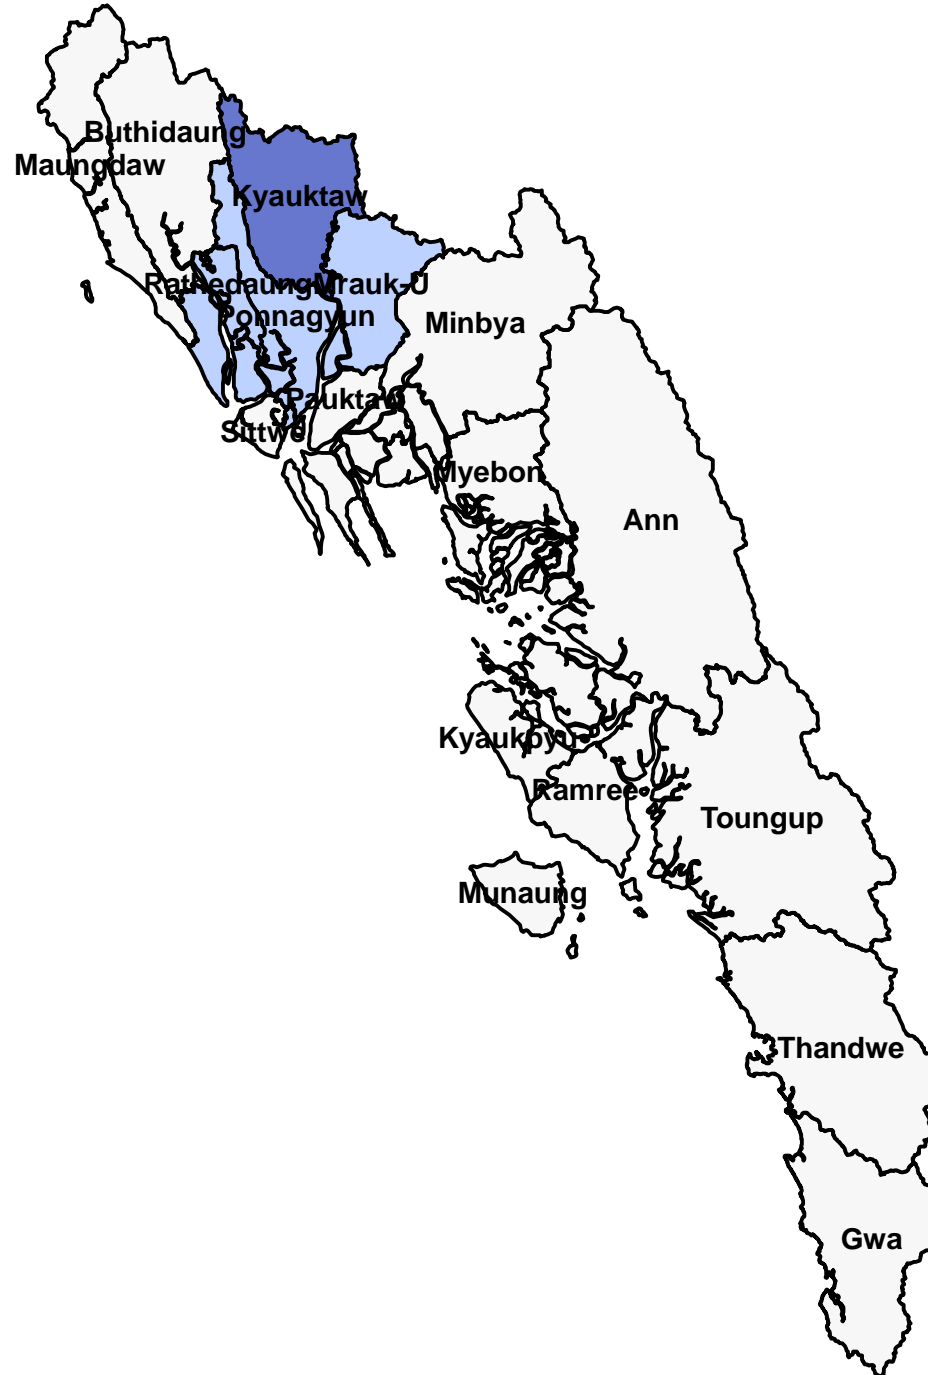 Buthidaung
Maungdaw
Kyauktaw
Rathedaung
Mrauk-U
Ponnagyun
Minbya
Pauktaw
Sittwe
Myebon
Ann
Kyaukpyu
Ramree
Toungup
Munaung
Thandwe
Gwa